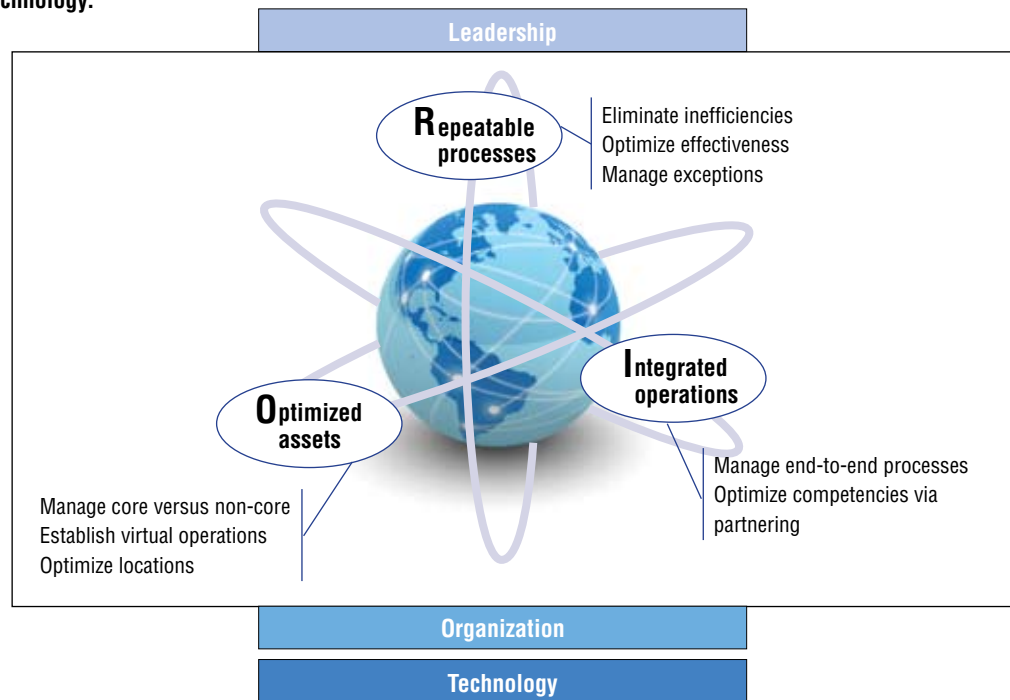 chnology.
Leadership
Repeatable
processes
Eliminate inefficiencies
Optimize effectiveness
Manage exceptions
Integrated
operations
Manage end-to-end processes
Optimize competencies via
partnering
Optimized
assets
Manage core versus non-core
Establish virtual operations
Optimize locations
Organization
Technology